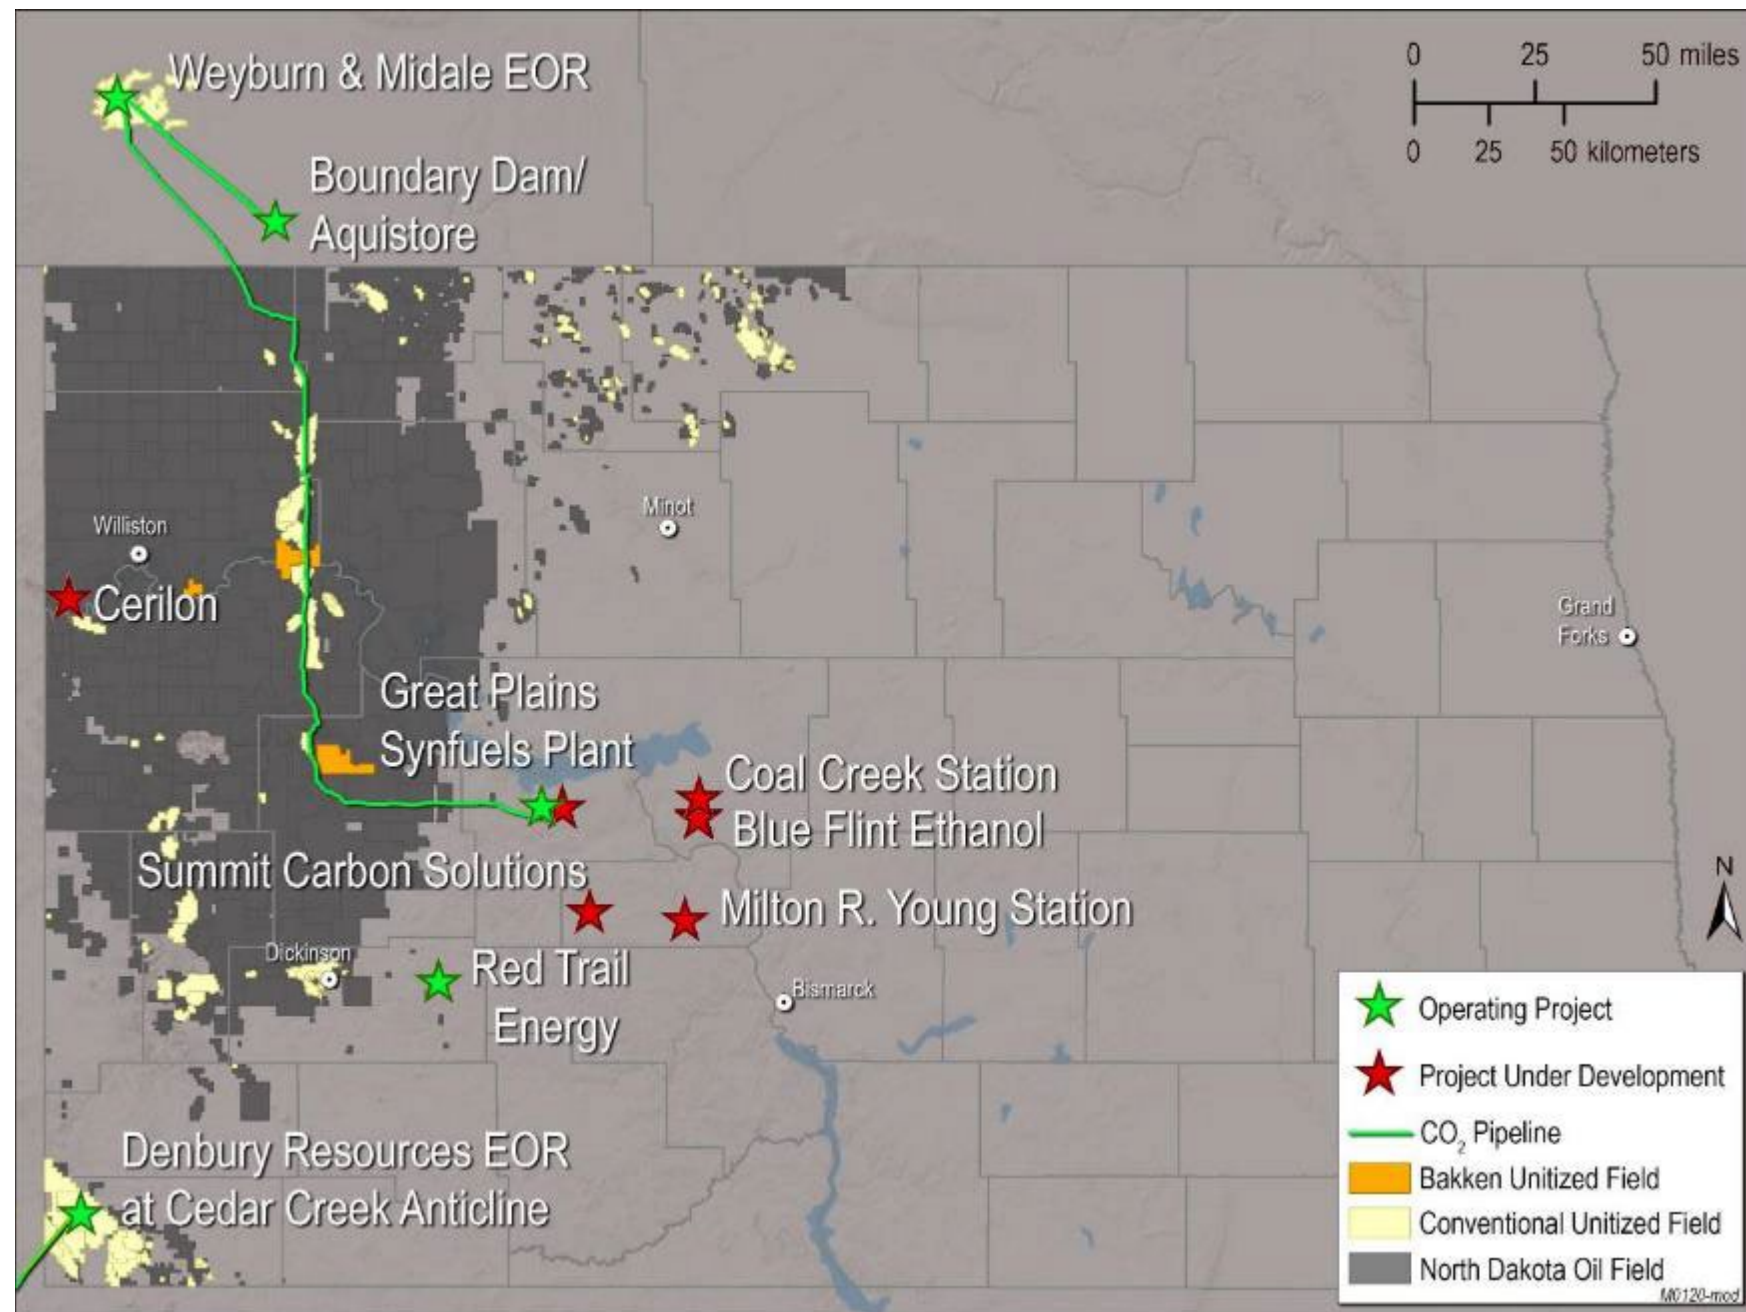 Weyburn & Midale EOR
0 25 50 miles
0 25 50 kilometers
Boundary Dam/
Aquistore
Williston
Minot
Cerilon
Grand
Forks
Great Plains
Synfuels Plant
Coal Creek Station
Blue Flint Ethanol
Summit Carbon Solutions
Milton R. Young Station
Dickinson
Red Trail
Energy
Bismarck
N
Denbury Resources EOR
at Cedar Creek Anticline
Operating Project
Project Under Development
CO₂ Pipeline
Bakken Unitized Field
Conventional Unitized Field
North Dakota Oil Field
M0120-mod